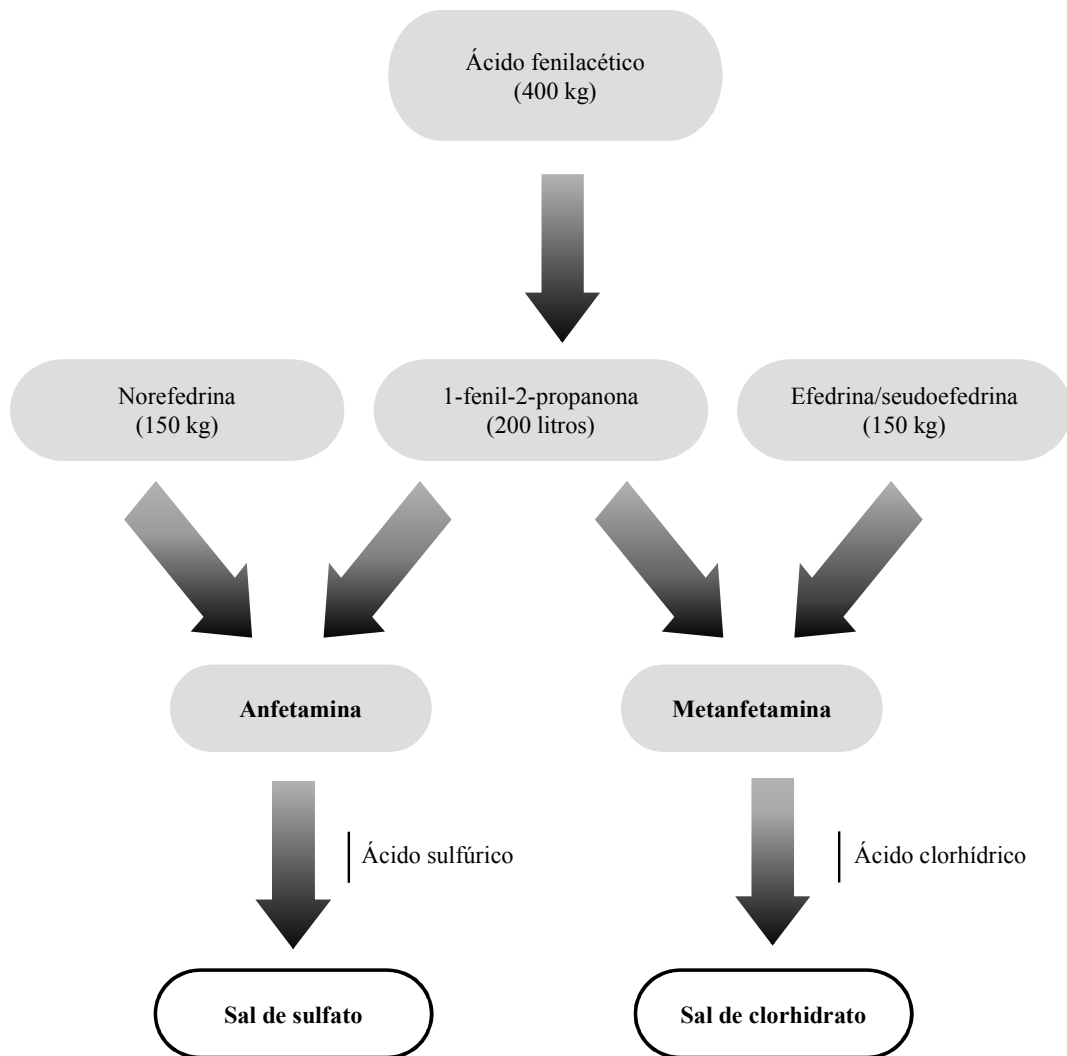 Ácido fenilacético
(400 kg)
Norefedrina
(150 kg)
1-fenil-2-propanona
(200 litros)
Efedrina/seudoefedrina
(150 kg)
Anfetamina
Metanfetamina
Ácido sulfúrico
Ácido clorhídrico
Sal de sulfato
Sal de clorhidrato